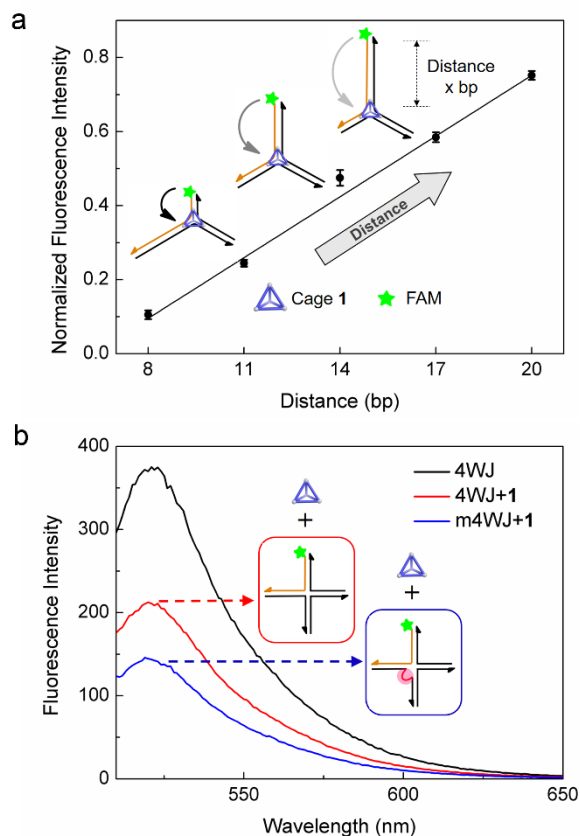 a
Normalized Fluorescence Intensity
0.8
0.6
0.4
0.2
0.0
Distance
x bp
Distance
Cage 1
FAM
8
11
14
17
20
Distance (bp)
b
Fluorescence Intensity
400
300
200
100
0
4WJ
4WJ+1
m4WJ+1
+
+
550
600
650
Wavelength (nm)